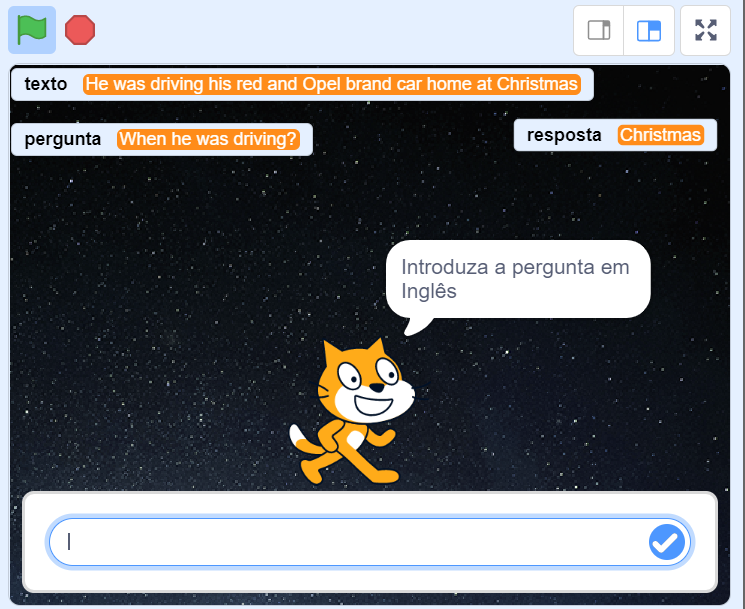 texto He was driving his red and Opel brand car home at Christmas
pergunta When he was driving?
resposta Christmas
Introduza a pergunta em
Inglês